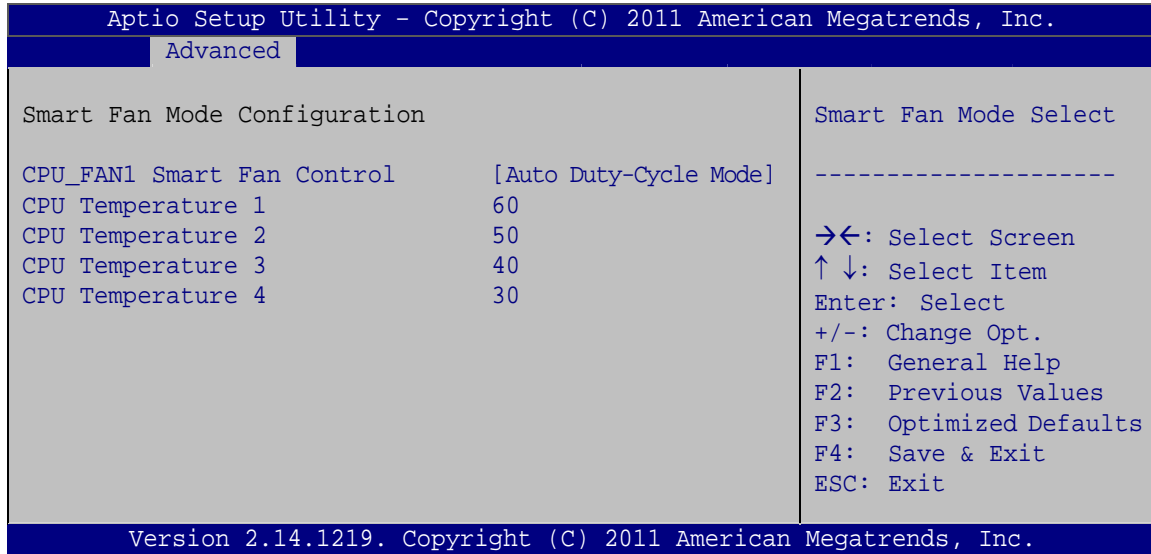 Aptio Setup Utility – Copyright (C) 2011 American Megatrends, Inc.
Advanced
Smart Fan Mode Configuration
CPU_FAN1 Smart Fan Control [Auto Duty-Cycle Mode]
CPU Temperature 1 60
CPU Temperature 2 50
CPU Temperature 3 40
CPU Temperature 4 30
Smart Fan Mode Select
---------------------
→←: Select Screen
↑ ↓: Select Item
Enter: Select
+/-: Change Opt.
F1: General Help
F2: Previous Values
F3: Optimized Defaults
F4: Save & Exit
ESC: Exit
Version 2.14.1219. Copyright (C) 2011 American Megatrends, Inc.